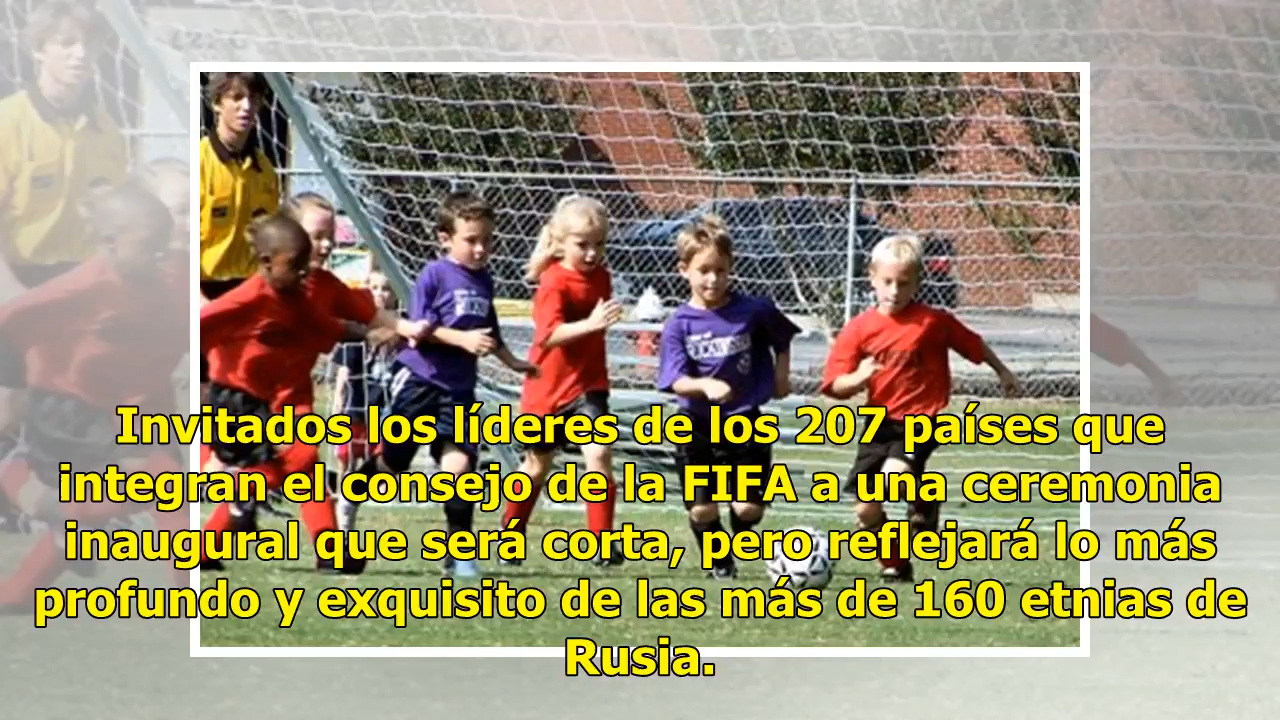 Invitados los líderes de los 207 países que
integran el consejo de la FIFA a una ceremonia
inaugural que será corta, pero reflejará lo más
profundo y exquisito de las más de 160 etnias de
Rusia.